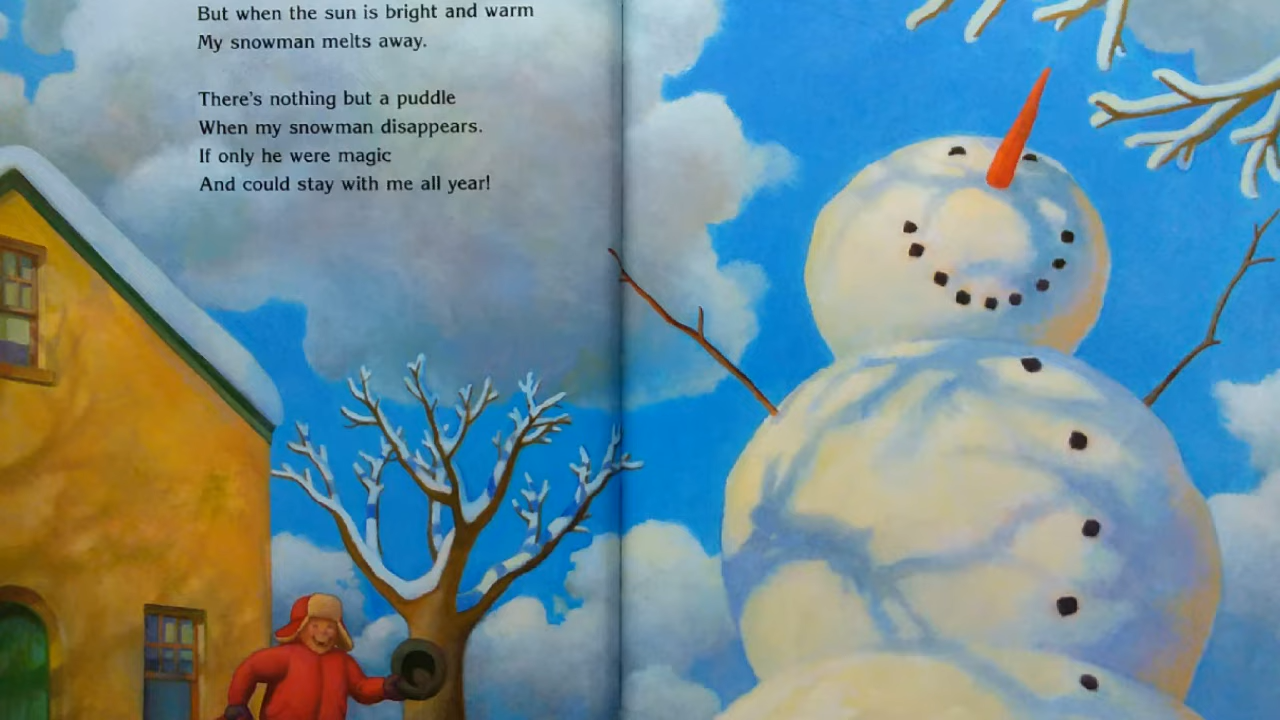 But when the sun is bright and warm
My snowman melts away.
There's nothing but a puddle
When my snowman disappears.
If only he were magic
And could stay with me all year!